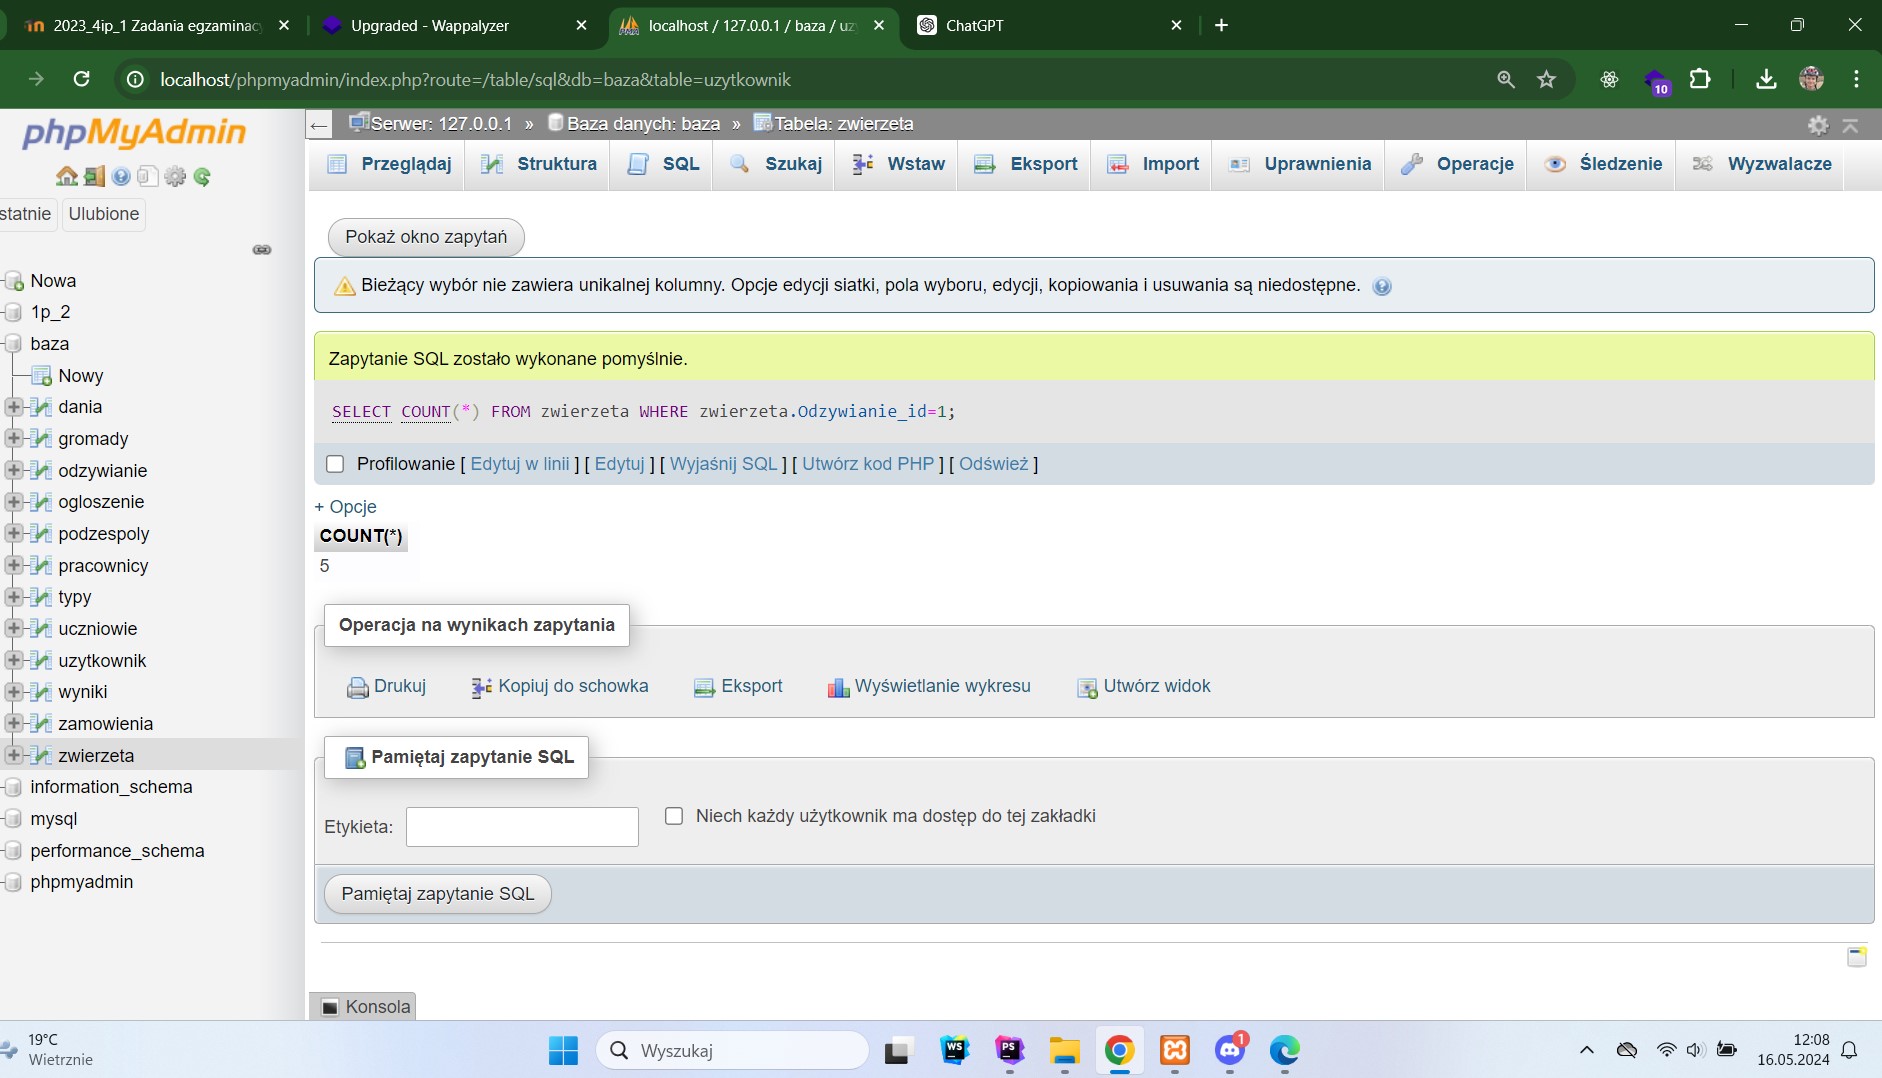 2023_4ip_1 Zadania egzaminac
Upgraded - Wappalyzer
localhost / 127.0.0.1 / baza / uz
ChatGPT
localhost/phpmyadmin/index.php?route=/table/sql&db=baza&table=uzytkownik
10
phpMyAdmin
Serwer: 127.0.0.1 » Baza danych: baza » Tabela: zwierzeta
Przeglądaj
Struktura
SQL
Szukaj
Wstaw
Eksport
Import
Uprawnienia
Operacje
Śledzenie
Wyzwalacze
statnie
Ulubione
Nowa
1p_2
baza
Nowy
dania
gromady
odzywianie
ogloszenie
podzespoly
pracownicy
typy
uczniowie
uzytkownik
wyniki
zamowienia
zwierzeta
information_schema
mysql
performance_schema
phpmyadmin
Pokaż okno zapytań
Bieżący wybór nie zawiera unikalnej kolumny. Opcje edycji siatki, pola wyboru, edycji, kopiowania i usuwania są niedostępne.
Zapytanie SQL zostało wykonane pomyślnie.
SELECT COUNT(*) FROM zwierzeta WHERE zwierzeta.Odzywianie_id=1;
Profilowanie [ Edytuj w linii ] [ Edytuj ] [ Wyjaśnij SQL ] [ Utwórz kod PHP ] [ Odśwież ]
+ Opcje
COUNT(*)
5
Operacja na wynikach zapytania
Drukuj
Kopiuj do schowka
Eksport
Wyświetlanie wykresu
Utwórz widok
Pamiętaj zapytanie SQL
Etykieta:
Niech każdy użytkownik ma dostęp do tej zakładki
Pamiętaj zapytanie SQL
Konsola
19°C
Wietrznie
Wyszukaj
WS
PS
1
12:08
16.05.2024